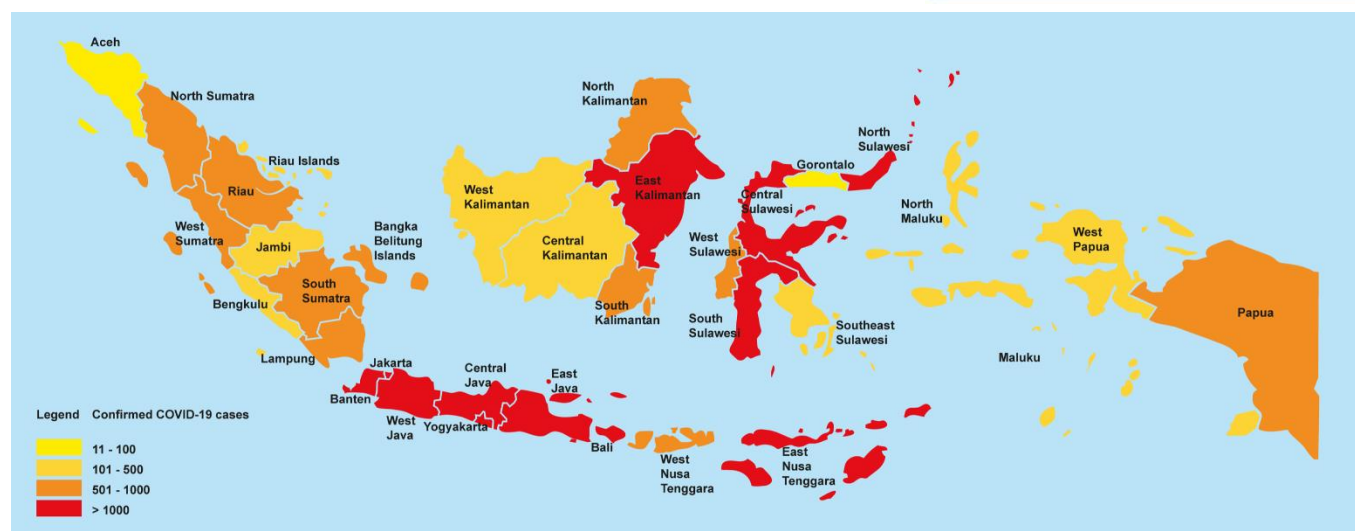 Aceh
North Sumatra
Riau Islands
Riau
West
Sumatra
Jambi
Bangka
Belitung
Islands
South
Sumatra
Bengkulu
Lampung
North
Kalimantan
West
Kalimantan
East
Kalimantan
Central
Kalimantan
South
Kalimantan
North
Sulawesi
Gorontalo
Central
Sulawesi
West
Sulawesi
South
Sulawesi
Southeast
Sulawesi
North
Maluku
West
Papua
Papua
Maluku
Jakarta
Banten
West
Java
Central
Java
Yogyakarta
East
Java
Bali
West
Nusa
Tenggara
East
Nusa
Tenggara
Legend Confirmed COVID-19 cases
11 - 100
101 - 500
501 - 1000
> 1000